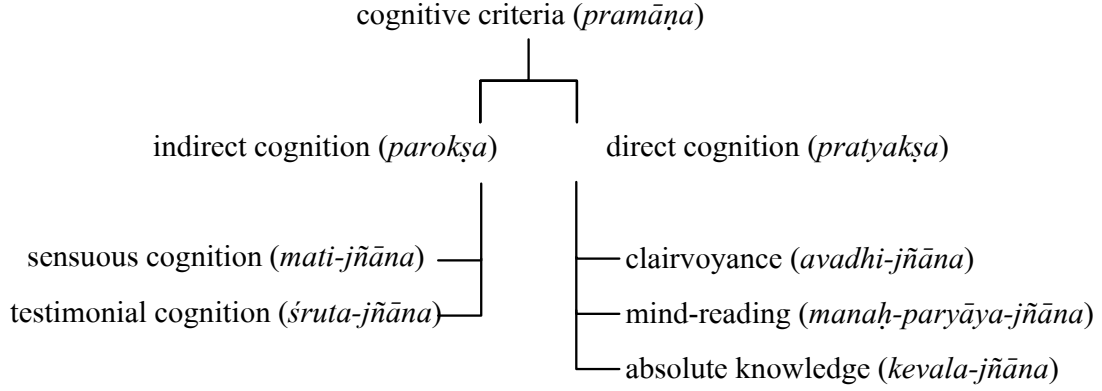 cognitive criteria (pramāṇa)
indirect cognition (parokṣa)
direct cognition (pratyakṣa)
sensuous cognition (mati-jñāna)
testimonial cognition (śruta-jñāna)
clairvoyance (avadhi-jñāna)
mind-reading (manaḥ-paryāya-jñāna)
absolute knowledge (kevala-jñāna)